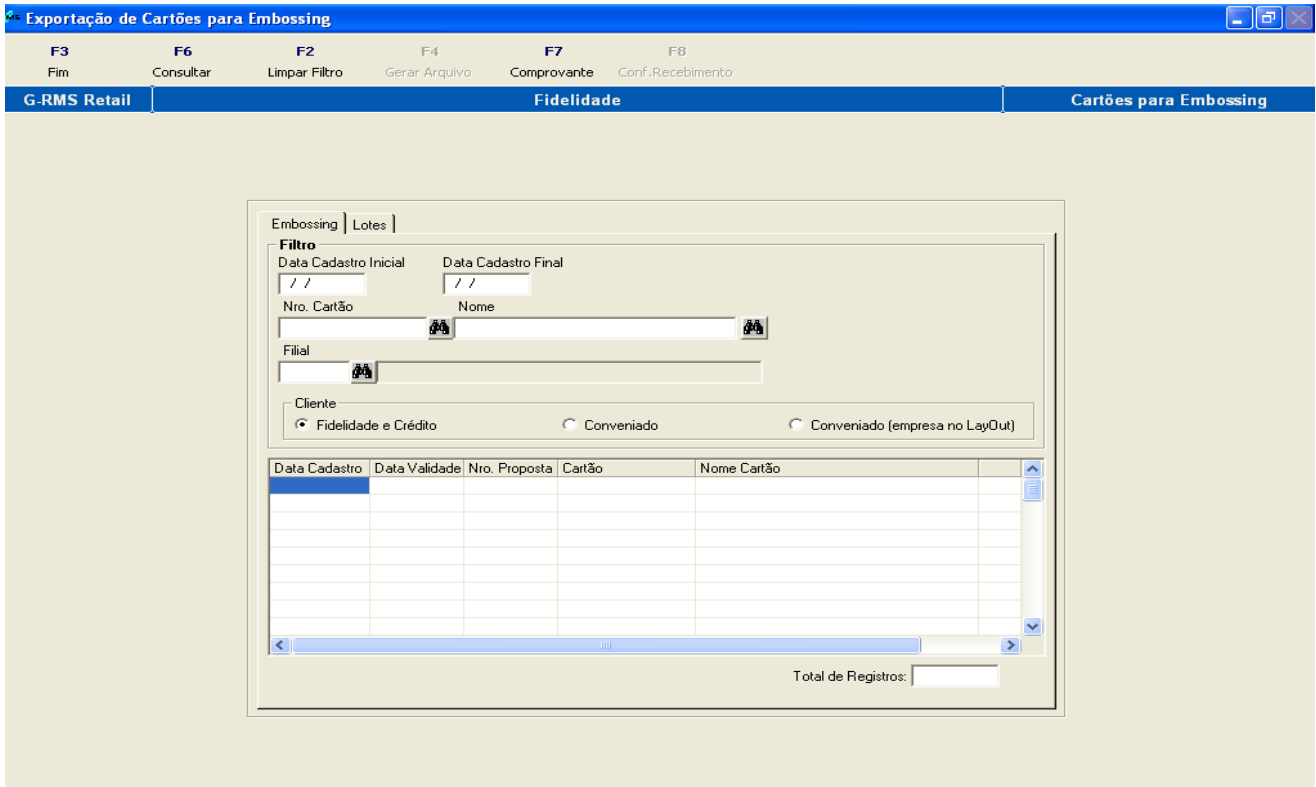 Exportação de Cartões para Embossing
F3 F6 F2 F4 F7 F8
Fim Consultar Limpar Filtro Gerar Arquivo Comprovante Conf.Recebimento
G-RMS Retail Fidelidade Cartões para Embossing
Embossing Lotes
Filtro
Data Cadastro Inicial Data Cadastro Final
/ / / /
Nro. Cartão Nome
Filial
Cliente
Fidelidade e Crédito Conveniado Conveniado (empresa no LayOut)
Data Cadastro Data Validade Nro. Proposta Cartão Nome Cartão
Total de Registros: